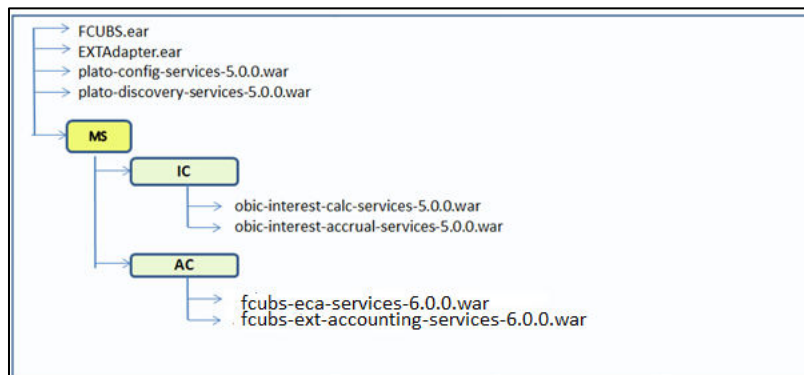 FCUBS.ear
EXTAdapter.ear
plato-config-services-5.0.0.war
plato-discovery-services-5.0.0.war
MS
IC
obic-interest-calc-services-5.0.0.war
obic-interest-accrual-services-5.0.0.war
AC
fcubs-eca-services-6.0.0.war
fcubs-ext-accounting-services-6.0.0.war